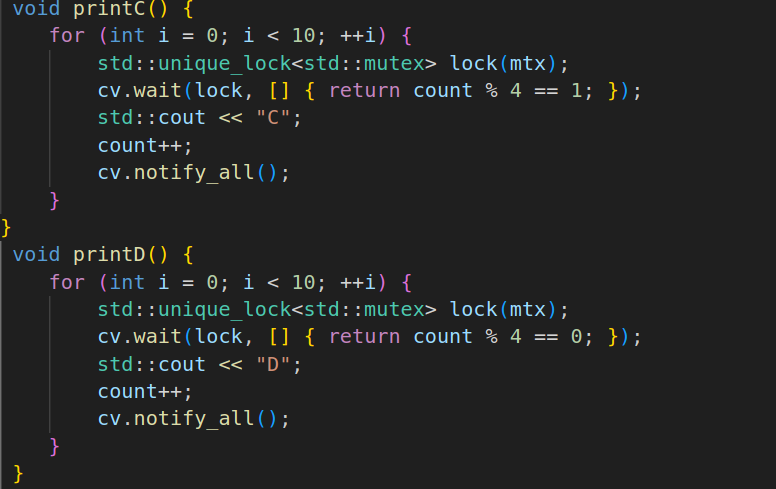 void printC() {
for (int i = 0; i < 10; ++i) {
std::unique_lock<std::mutex> lock(mtx);
cv.wait(lock, [] { return count % 4 == 1; });
std::cout << "C";
count++;
cv.notify_all();
}
}
void printD() {
for (int i = 0; i < 10; ++i) {
std::unique_lock<std::mutex> lock(mtx);
cv.wait(lock, [] { return count % 4 == 0; });
std::cout << "D";
count++;
cv.notify_all();
}
}